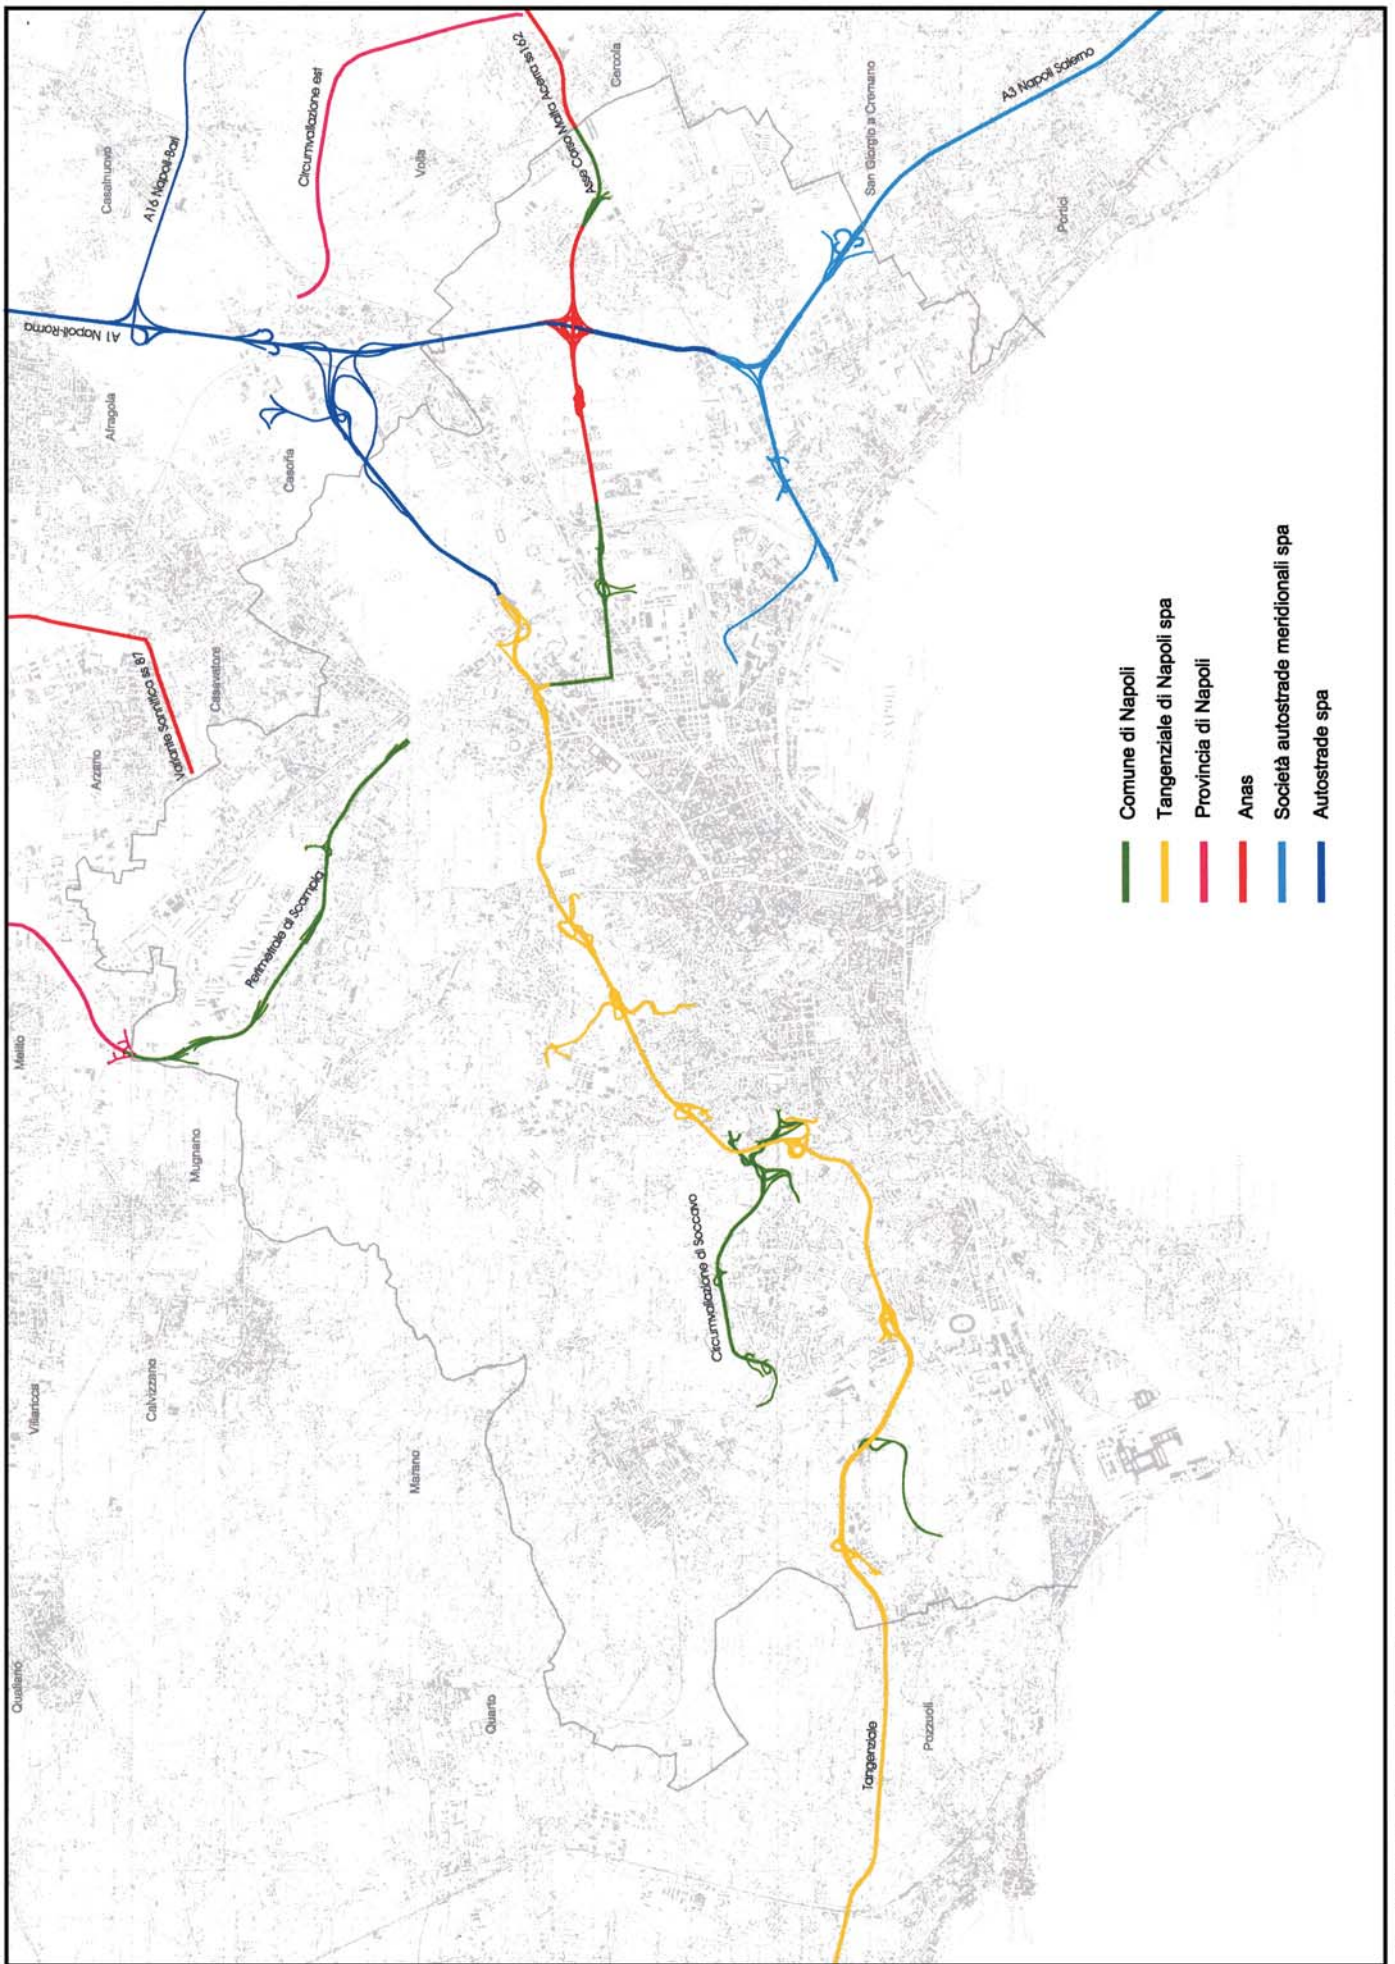 Qualiano
Villaricca
Melito
Calvizzano
Mugnano
Arzano
Variante Sannitica ss 87
Casavatore
Afragola
A1 Napoli-Roma
Casalnuovo
A16 Napoli-Bari
Casoria
Circumvallazione est
Volla
Asse Corso Malta Acerra ss162
Cercola
Perimetrale di Scampia
Marano
Quarto
Circumvallazione di Soccavo
San Giorgio a Cremano
A3 Napoli Salerno
Portici
Tangenziale
Pozzuoli
Comune di Napoli
Tangenziale di Napoli spa
Provincia di Napoli
Anas
Società autostrade meridionali spa
Autostrade spa